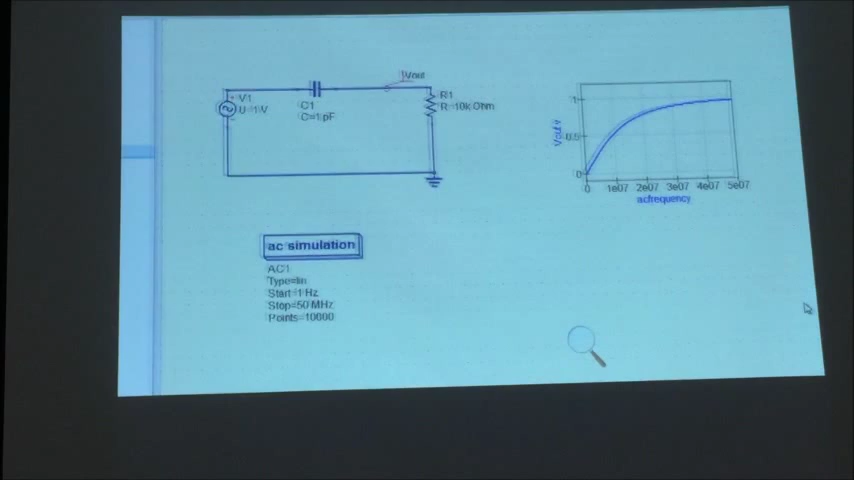 Vout
V1
U=1 V
C1
C=1 pF
R1
R=10k Ohm
ac simulation
AC1
Type=lin
Start=1 Hz
Stop=50 MHz
Points=10000
Vout.v
1
0.5
0
0 1e07 2e07 3e07 4e07 5e07
acfrequency